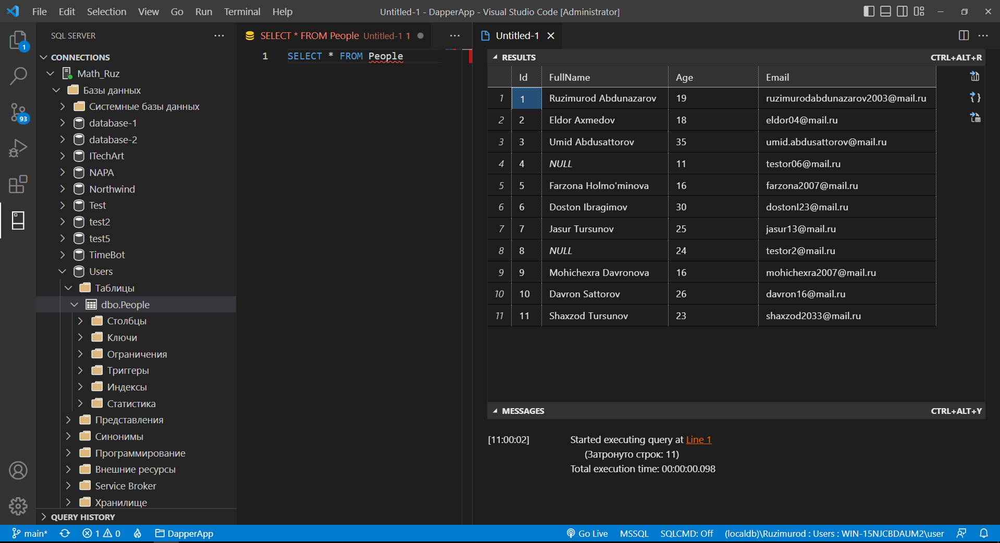 File Edit Selection View Go Run Terminal Help
Untitled-1 - DapperApp - Visual Studio Code [Administrator]
1
93
SQL SERVER
CONNECTIONS
Math_Ruz
Базы данных
Системные базы данных
database-1
database-2
ITechArt
NAPA
Northwind
Test
test2
test5
TimeBot
Users
Таблицы
dbo.People
Столбцы
Ключи
Ограничения
Триггеры
Индексы
Статистика
Представления
Синонимы
Программирование
Внешние ресурсы
Service Broker
Хранилище
QUERY HISTORY
SELECT * FROM People Untitled-1 1
1 SELECT * FROM People
Untitled-1
RESULTS CTRL+ALT+R
Id FullName Age Email
1 1 Ruzimurod Abdunazarov 19 ruzimurodabdunazarov2003@mail.ru
2 2 Eldor Axmedov 18 eldor04@mail.ru
3 3 Umid Abdusattorov 35 umid.abdusattorov@mail.ru
4 4 NULL 11 testor06@mail.ru
5 5 Farzona Holmo'minova 16 farzona2007@mail.ru
6 6 Doston Ibragimov 30 dostonI23@mail.ru
7 7 Jasur Tursunov 25 jasur13@mail.ru
8 8 NULL 24 testor2@mail.ru
9 9 Mohichexra Davronova 16 mohichexra2007@mail.ru
10 10 Davron Sattorov 26 davron16@mail.ru
11 11 Shaxzod Tursunov 23 shaxzod2033@mail.ru
MESSAGES CTRL+ALT+Y
[11:00:02] Started executing query at Line 1
(Затронуто строк: 11)
Total execution time: 00:00:00.098
main* 1 0 DapperApp Go Live MSSQL SQLCMD: Off (localdb)\Ruzimurod : Users : WIN-15NJCBDAUM2\user